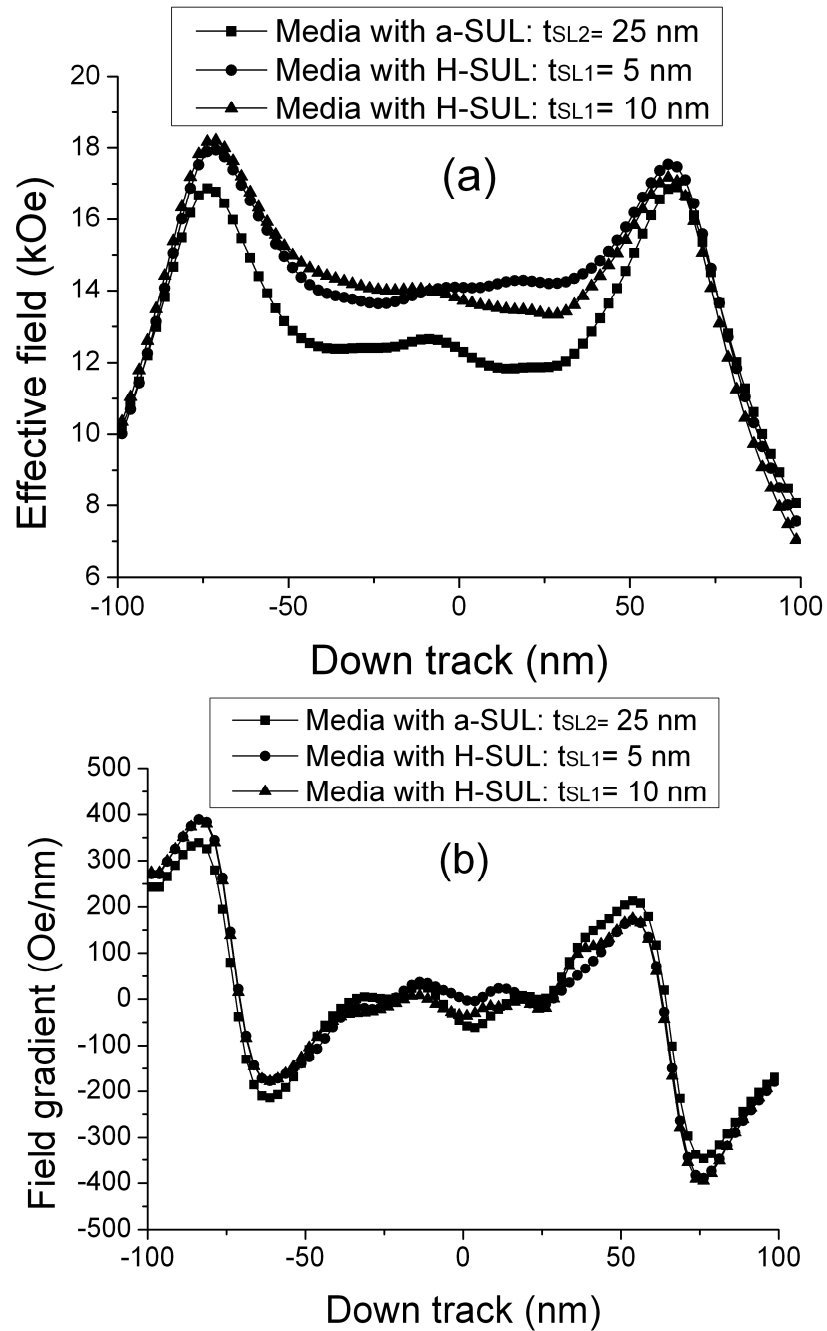 Media with a-SUL: tSL2= 25 nm
Media with H-SUL: tSL1= 5 nm
Media with H-SUL: tSL1= 10 nm
(a)
20
18
16
14
12
10
8
6
Effective field (kOe)
-100
-50
0
50
100
Down track (nm)
Media with a-SUL: tSL2= 25 nm
Media with H-SUL: tSL1= 5 nm
Media with H-SUL: tSL1= 10 nm
(b)
500
400
300
200
100
0
-100
-200
-300
-400
-500
Field gradient (Oe/nm)
-100
-50
0
50
100
Down track (nm)